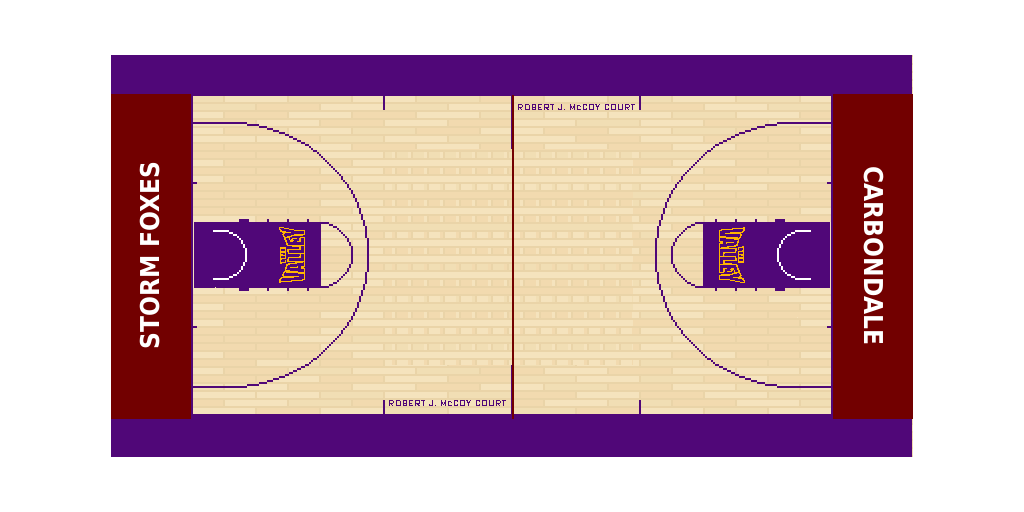 ROBERT J. McCOY COURT
STORM FOXES
VALLEY
VALLEY
CARBONDALE
ROBERT J. McCOY COURT